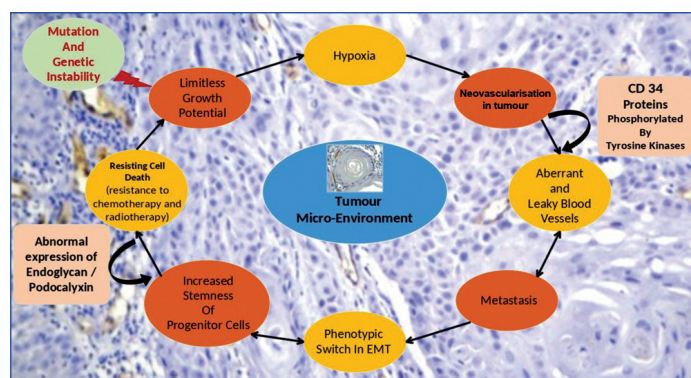 Mutation
And
Genetic
Instability
Limitless
Growth
Potential
Hypoxia
Neovascularisation
in tumour
CD 34
Proteins
Phosphorylated
By
Tyrosine Kinases
Aberrant
and
Leaky Blood
Vessels
Metastasis
Phenotypic
Switch In EMT
Increased
Stemness
Of
Progenitor Cells
Abnormal
expression of
Endoglycan /
Podocalyxin
Resisting Cell
Death
(resistance to
chemotherapy and
radiotherapy)
Tumour
Micro-Environment